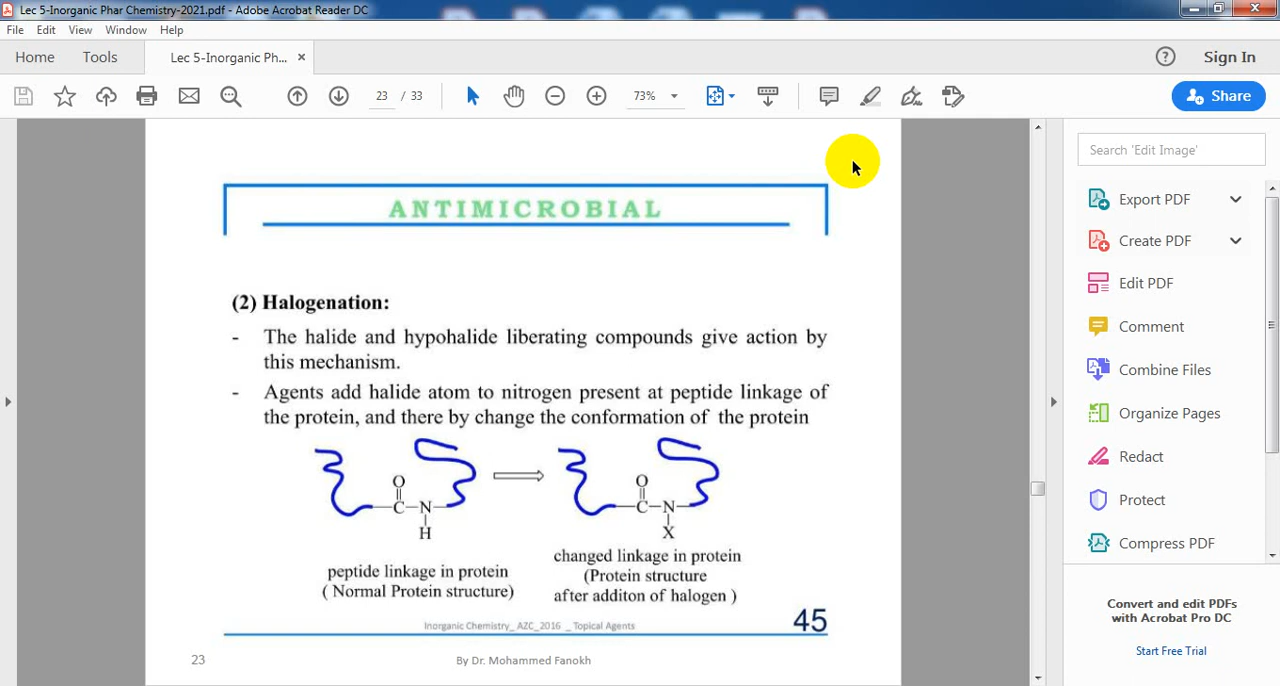 Lec 5-Inorganic Phar Chemistry-2021.pdf - Adobe Acrobat Reader DC
File Edit View Window Help
Home Tools Lec 5-Inorganic Ph... × Sign In
23 / 33 73% Share
Search 'Edit Image'
Export PDF
Create PDF
Edit PDF
Comment
Combine Files
Organize Pages
Redact
Protect
Compress PDF
Convert and edit PDFs
with Acrobat Pro DC
Start Free Trial
ANTIMICROBIAL
(2) Halogenation:
- The halide and hypohalide liberating compounds give action by
this mechanism.
- Agents add halide atom to nitrogen present at peptide linkage of
the protein, and there by change the conformation of the protein
O
C-N
H
O
C-N
X
peptide linkage in protein
( Normal Protein structure)
changed linkage in protein
(Protein structure
after additon of halogen )
Inorganic Chemistry_ AZC_2016 _ Topical Agents
45
23
By Dr. Mohammed Fanokh